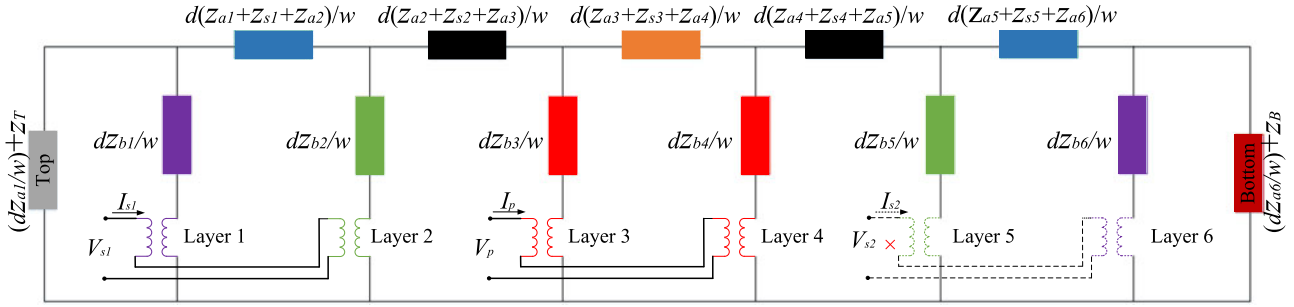 d(Za1+Zs1+Za2)/w
d(Za2+Zs2+Za3)/w
d(Za3+Zs3+Za4)/w
d(Za4+Zs4+Za5)/w
d(Za5+Zs5+Za6)/w
(dZa1/w)+ZT
Top
dZb1/w
dZb2/w
dZb3/w
dZb4/w
dZb5/w
dZb6/w
Bottom
(dZa6/w)+ZB
Is1
Vs1
Layer 1
Layer 2
Ip
Vp
Layer 3
Layer 4
Is2
Vs2 ×
Layer 5
Layer 6